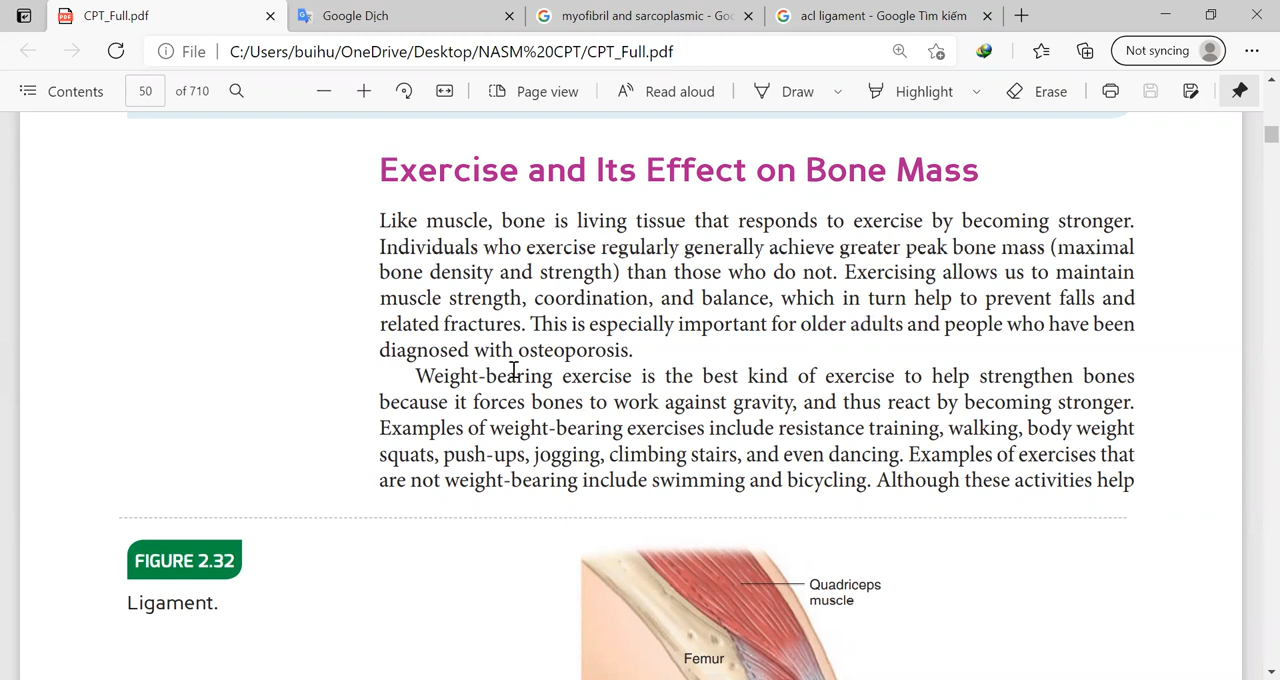 CPT_Full.pdf
Google Dịch
myofibril and sarcoplasmic - Goo
acl ligament - Google Tìm kiếm
File
C:/Users/buihu/OneDrive/Desktop/NASM%20CPT/CPT_Full.pdf
Not syncing
Contents
50
of 710
Page view
Read aloud
Draw
Highlight
Erase
Exercise and Its Effect on Bone Mass
Like muscle, bone is living tissue that responds to exercise by becoming stronger.
Individuals who exercise regularly generally achieve greater peak bone mass (maximal
bone density and strength) than those who do not. Exercising allows us to maintain
muscle strength, coordination, and balance, which in turn help to prevent falls and
related fractures. This is especially important for older adults and people who have been
diagnosed with osteoporosis.
Weight-bearing exercise is the best kind of exercise to help strengthen bones
because it forces bones to work against gravity, and thus react by becoming stronger.
Examples of weight-bearing exercises include resistance training, walking, body weight
squats, push-ups, jogging, climbing stairs, and even dancing. Examples of exercises that
are not weight-bearing include swimming and bicycling. Although these activities help
FIGURE 2.32
Ligament.
Quadriceps
muscle
Femur